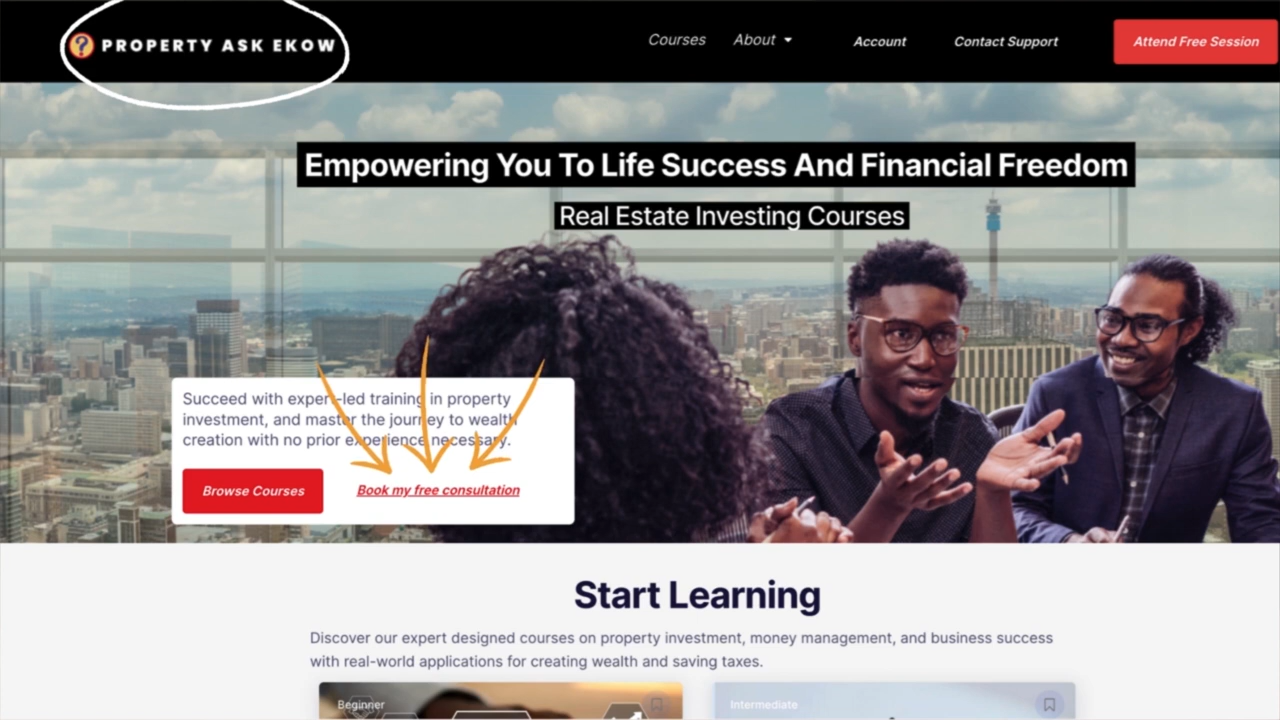 ? PROPERTY ASK EKOW
Courses
About
Account
Contact Support
Attend Free Session
Empowering You To Life Success And Financial Freedom
Real Estate Investing Courses
Succeed with expert-led training in property
investment, and master the journey to wealth
creation with no prior experience necessary.
Browse Courses
Book my free consultation
Start Learning
Discover our expert designed courses on property investment, money management, and business success
with real-world applications for creating wealth and saving taxes.
Beginner
Intermediate